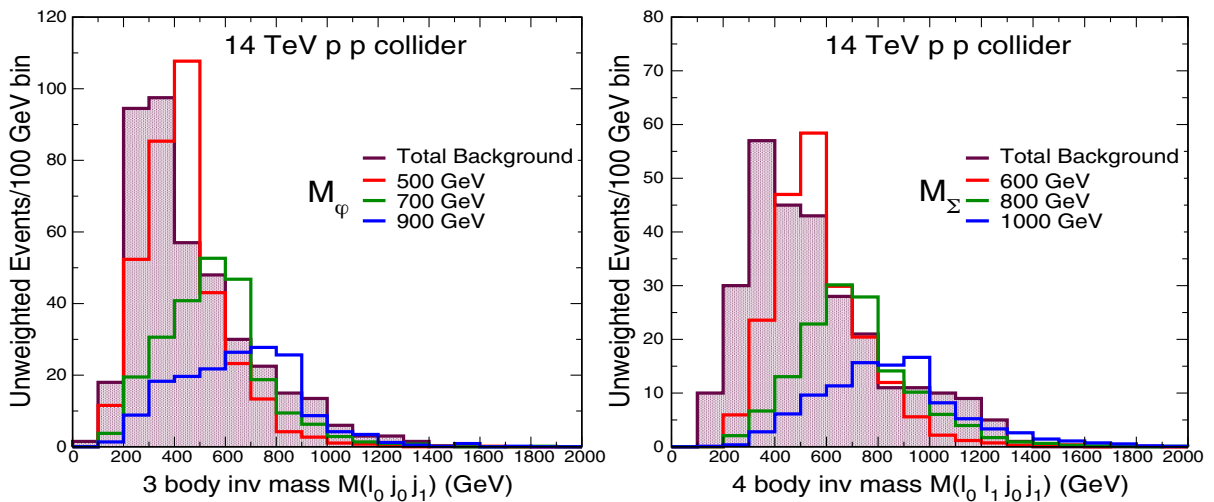 14 TeV p p collider
Unweighted Events/100 GeV bin
120
100
80
60
40
20
0
Total Background
500 GeV
700 GeV
900 GeV
Mφ
0 200 400 600 800 1000 1200 1400 1600 1800 2000
3 body inv mass M(l0 j0 j1) (GeV)
14 TeV p p collider
Unweighted Events/100 GeV bin
80
70
60
50
40
30
20
10
0
Total Background
600 GeV
800 GeV
1000 GeV
MΣ
0 200 400 600 800 1000 1200 1400 1600 1800 2000
4 body inv mass M(l0 l1 j0 j1) (GeV)